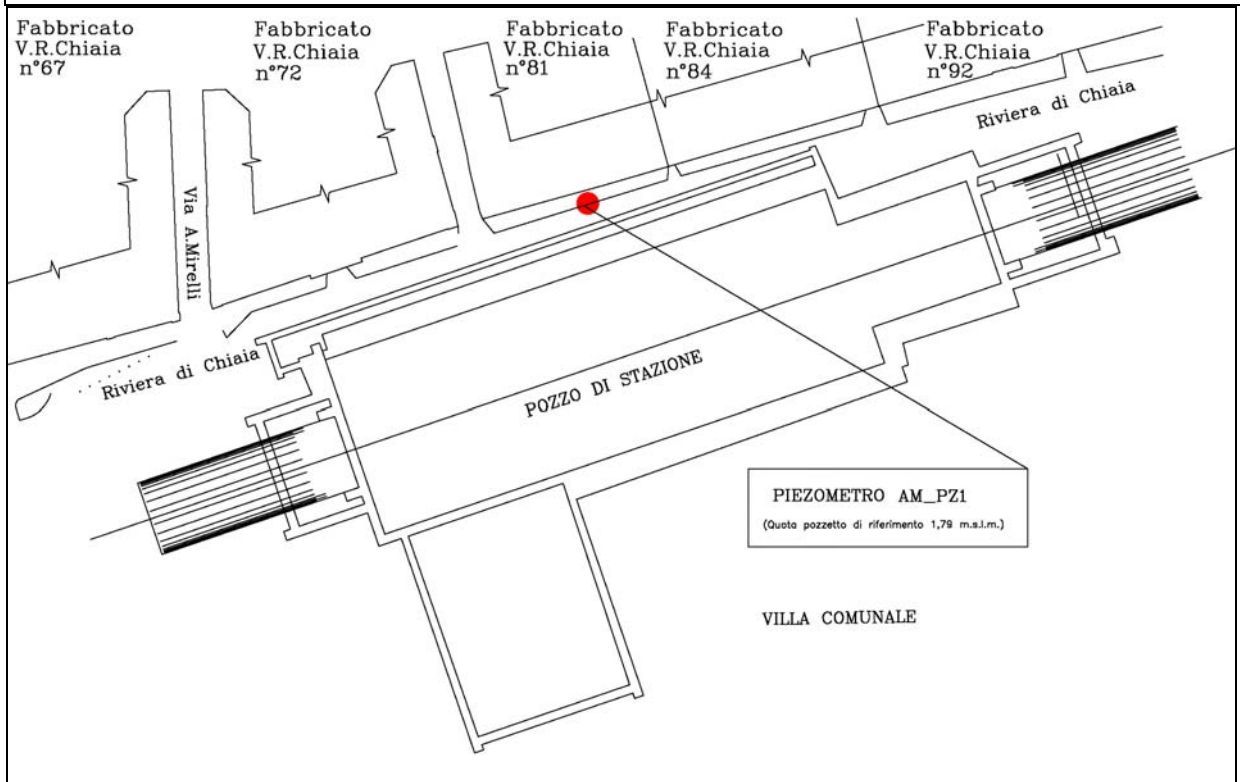 Fabbricato
V.R.Chiaia
n°67
Fabbricato
V.R.Chiaia
n°72
Fabbricato
V.R.Chiaia
n°81
Fabbricato
V.R.Chiaia
n°84
Fabbricato
V.R.Chiaia
n°92
Riviera di Chiaia
Via A.Mirelli
Riviera di Chiaia
POZZO DI STAZIONE
PIEZOMETRO AM_PZ1
(Quota pozzetto di riferimento 1,79 m.s.l.m.)
VILLA COMUNALE